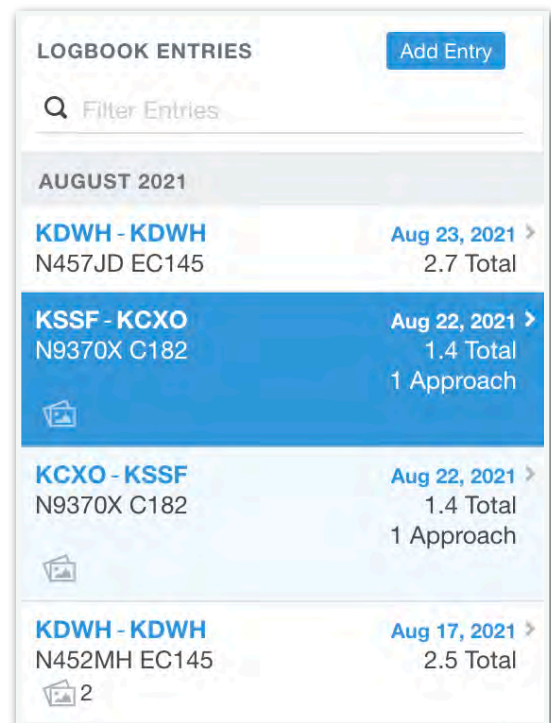 LOGBOOK ENTRIES Add Entry
Filter Entries
AUGUST 2021
KDWH - KDWH Aug 23, 2021
N457JD EC145 2.7 Total
KSSF - KCXO Aug 22, 2021
N9370X C182 1.4 Total
1 Approach
KCXO - KSSF Aug 22, 2021
N9370X C182 1.4 Total
1 Approach
KDWH - KDWH Aug 17, 2021
N452MH EC145 2.5 Total
2